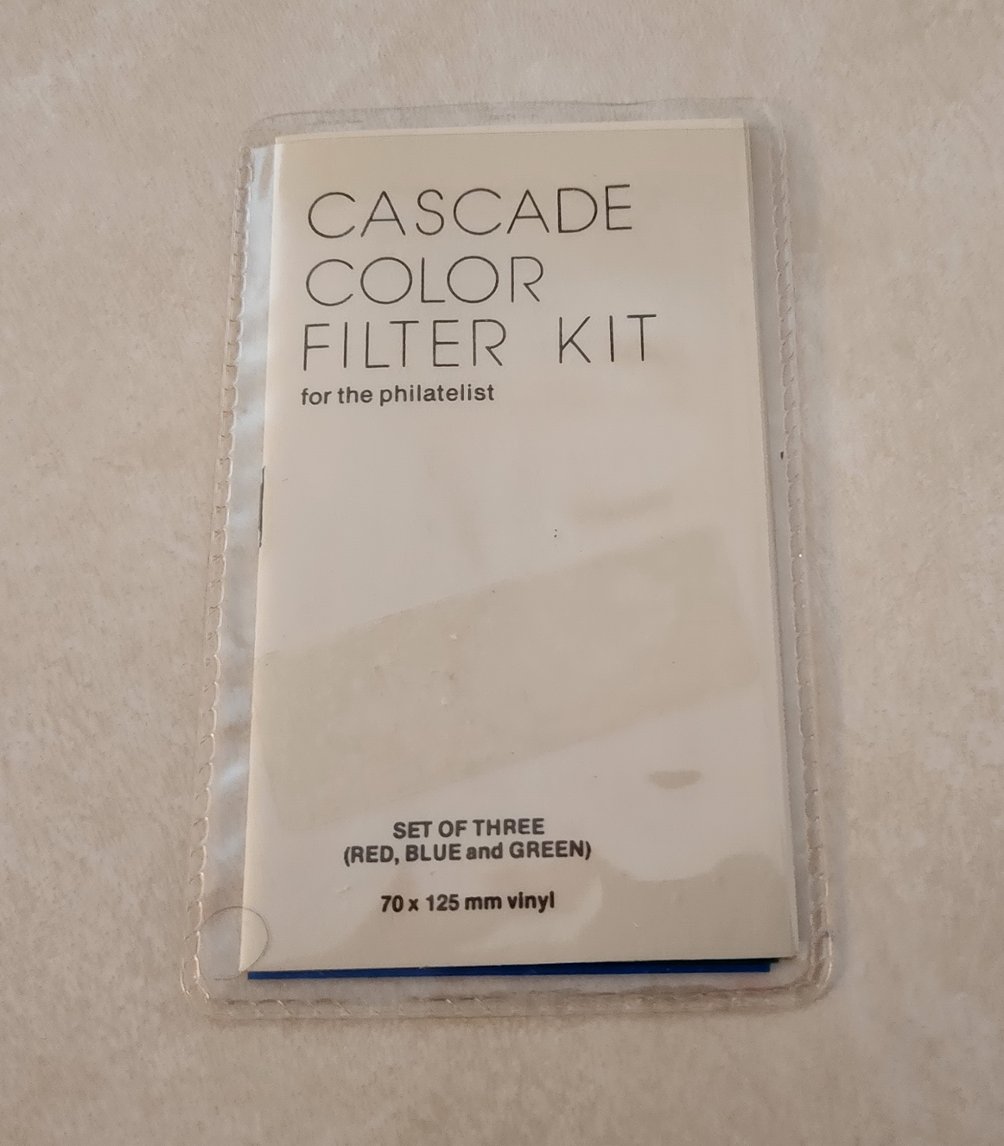 CASCADE
COLOR
FILTER KIT
for the philatelist
SET OF THREE
(RED, BLUE and GREEN)
70 x 125 mm vinyl